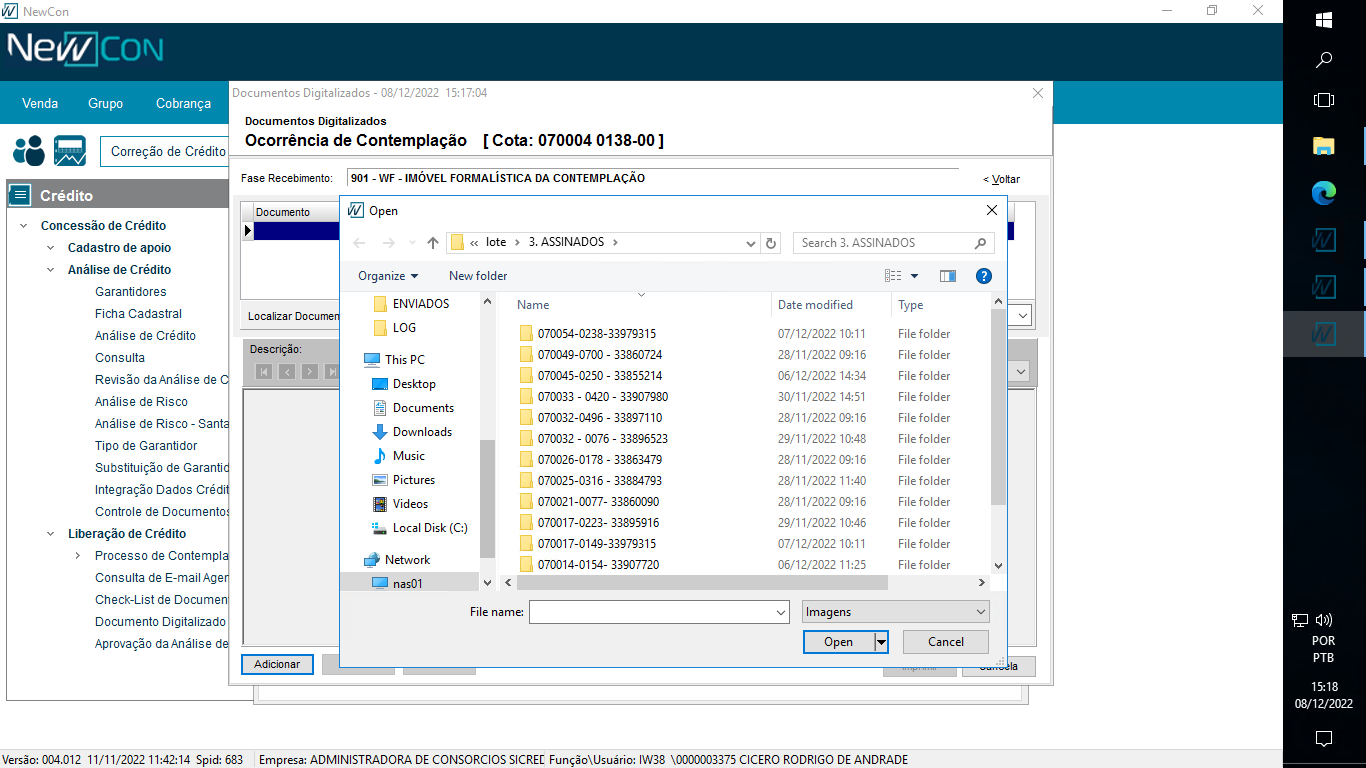 NewCon
NEWCON
Venda Grupo Cobrança
Correção de Crédito
Crédito
Concessão de Crédito
Cadastro de apoio
Análise de Crédito
Garantidores
Ficha Cadastral
Análise de Crédito
Consulta
Revisão da Análise de C
Análise de Risco
Análise de Risco - Santa
Tipo de Garantidor
Substituição de Garantid
Integração Dados Crédit
Controle de Documentos
Liberação de Crédito
Processo de Contempla
Consulta de E-mail Ager
Check-List de Documen
Documento Digitalizado
Aprovação da Análise de
Documentos Digitalizados - 08/12/2022 15:17:04
Documentos Digitalizados
Ocorrência de Contemplação [ Cota: 070004 0138-00 ]
Fase Recebimento: 901 - WF - IMÓVEL FORMALÍSTICA DA CONTEMPLAÇÃO < Voltar
Documento
Localizar Documen
Descrição:
Open
« lote › 3. ASSINADOS › Search 3. ASSINADOS
Organize New folder
ENVIADOS
LOG
This PC
Desktop
Documents
Downloads
Music
Pictures
Videos
Local Disk (C:)
Network
nas01
Name Date modified Type
070054-0238-33979315 07/12/2022 10:11 File folder
070049-0700 - 33860724 28/11/2022 09:16 File folder
070045-0250 - 33855214 06/12/2022 14:34 File folder
070033 - 0420 - 33907980 30/11/2022 14:51 File folder
070032-0496 - 33897110 28/11/2022 09:16 File folder
070032 - 0076 - 33896523 29/11/2022 10:48 File folder
070026-0178 - 33863479 28/11/2022 09:16 File folder
070025-0316 - 33884793 28/11/2022 11:40 File folder
070021-0077- 33860090 28/11/2022 09:16 File folder
070017-0223- 33895916 29/11/2022 10:46 File folder
070017-0149-33979315 07/12/2022 10:11 File folder
070014-0154- 33907720 06/12/2022 11:25 File folder
File name: Imagens
Open Cancel
Adicionar Imprimir Cancela
Versão: 004.012 11/11/2022 11:42:14 Spid: 683 Empresa: ADMINISTRADORA DE CONSORCIOS SICRED Função\Usuário: IW38 \0000003375 CICERO RODRIGO DE ANDRADE
POR
PTB
15:18
08/12/2022